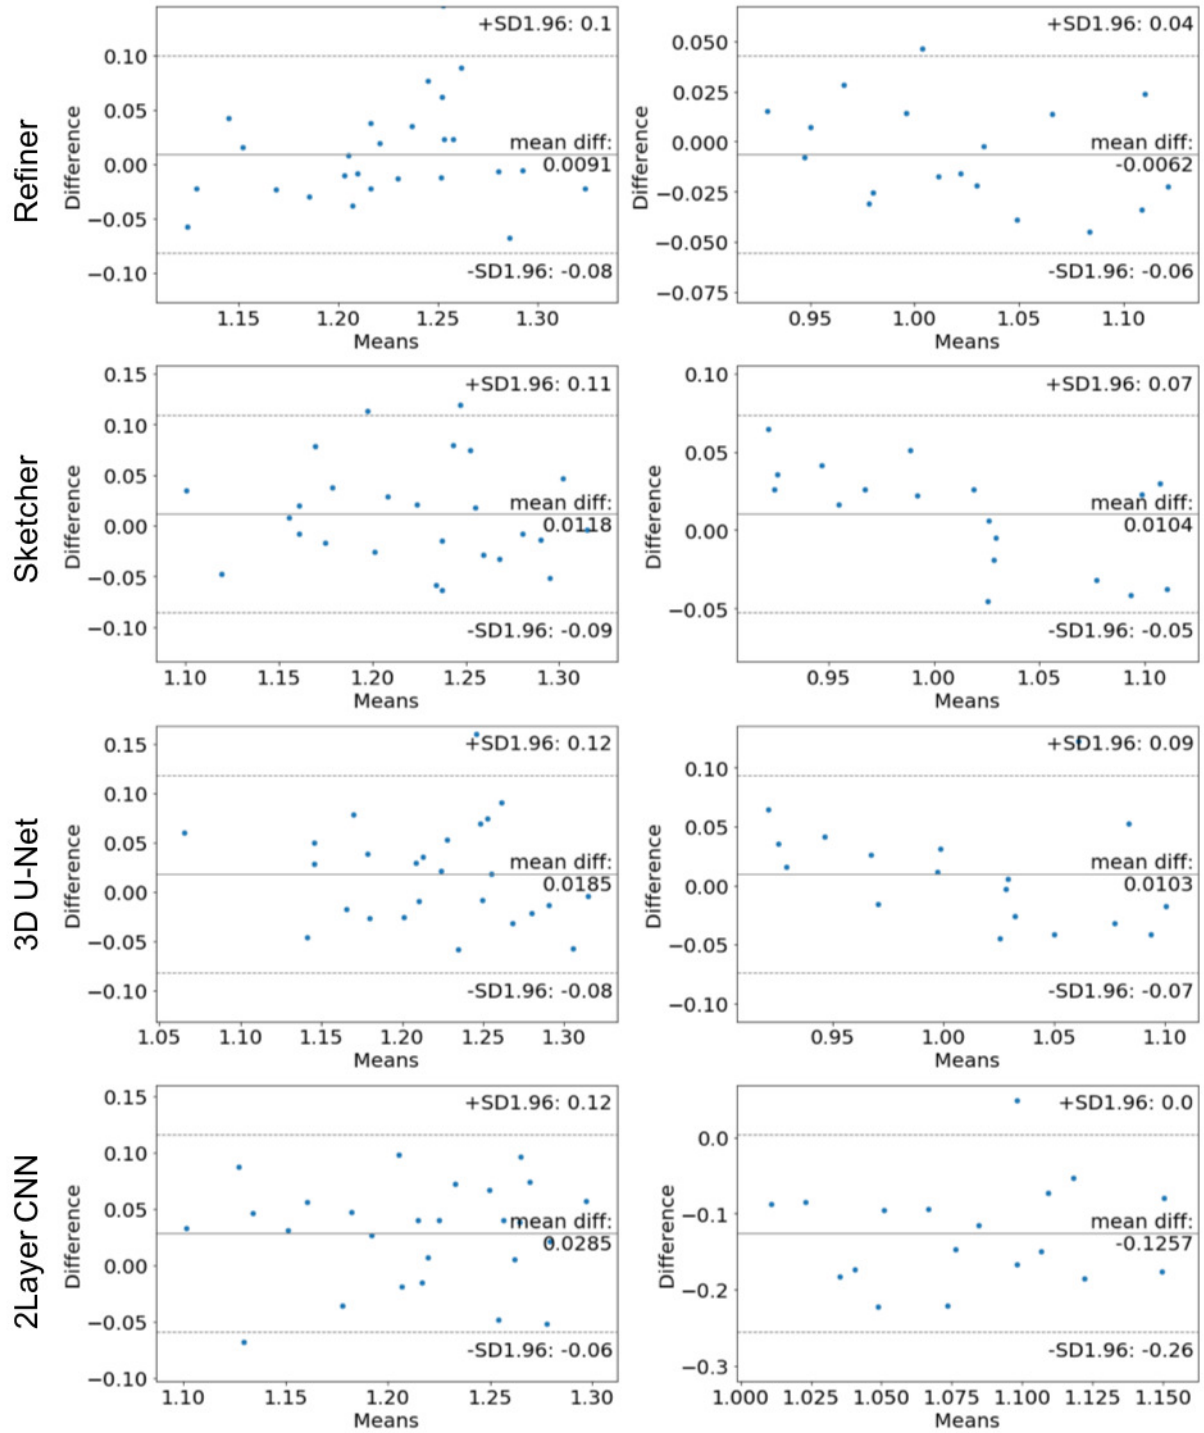 Refiner
+SD1.96: 0.1
mean diff:
0.0091
-SD1.96: -0.08
0.10
0.05
0.00
−0.05
−0.10
Difference
1.15 1.20 1.25 1.30
Means
+SD1.96: 0.04
mean diff:
-0.0062
-SD1.96: -0.06
0.050
0.025
0.000
−0.025
−0.050
−0.075
Difference
0.95 1.00 1.05 1.10
Means
Sketcher
+SD1.96: 0.11
mean diff:
0.0118
-SD1.96: -0.09
0.15
0.10
0.05
0.00
−0.05
−0.10
Difference
1.10 1.15 1.20 1.25 1.30
Means
+SD1.96: 0.07
mean diff:
0.0104
-SD1.96: -0.05
0.10
0.05
0.00
−0.05
Difference
0.95 1.00 1.05 1.10
Means
3D U-Net
+SD1.96: 0.12
mean diff:
0.0185
-SD1.96: -0.08
0.15
0.10
0.05
0.00
−0.05
−0.10
Difference
1.05 1.10 1.15 1.20 1.25 1.30
Means
+SD1.96: 0.09
mean diff:
0.0103
-SD1.96: -0.07
0.10
0.05
0.00
−0.05
−0.10
Difference
0.95 1.00 1.05 1.10
Means
2Layer CNN
+SD1.96: 0.12
mean diff:
0.0285
-SD1.96: -0.06
0.15
0.10
0.05
0.00
−0.05
−0.10
Difference
1.10 1.15 1.20 1.25 1.30
Means
+SD1.96: 0.0
mean diff:
-0.1257
-SD1.96: -0.26
0.0
−0.1
−0.2
−0.3
Difference
1.000 1.025 1.050 1.075 1.100 1.125 1.150
Means